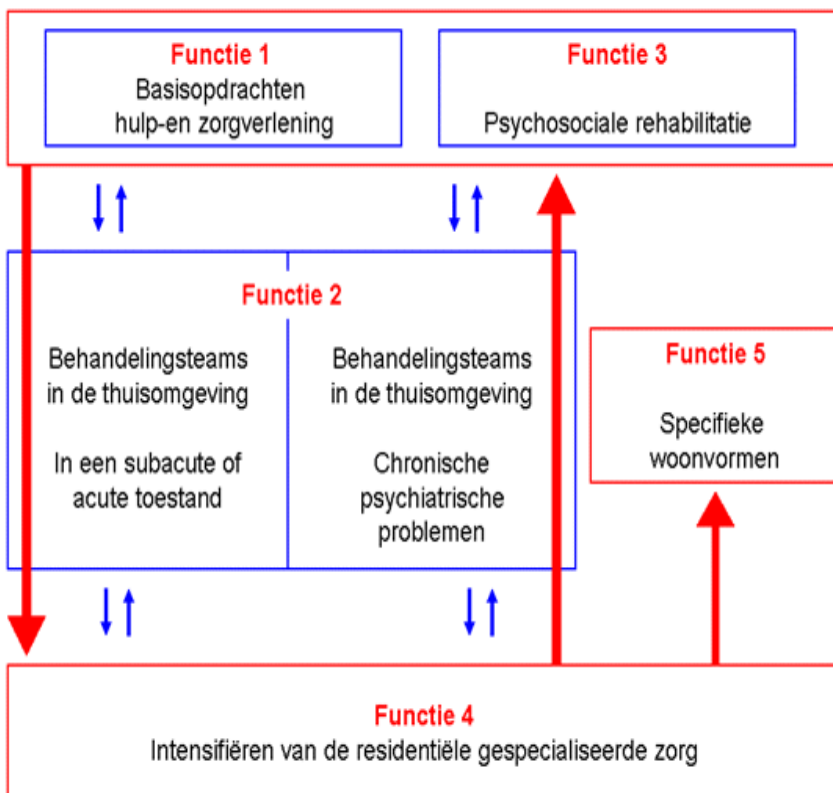 Functie 1
Basisopdrachten
hulp-en zorgverlening
Functie 3
Psychosociale rehabilitatie
Functie 2
Behandelingsteams
in de thuisomgeving
In een subacute of
acute toestand
Behandelingsteams
in de thuisomgeving
Chronische
psychiatrische
problemen
Functie 5
Specifieke
woonvormen
Functie 4
Intensifiëren van de residentiële gespecialiseerde zorg